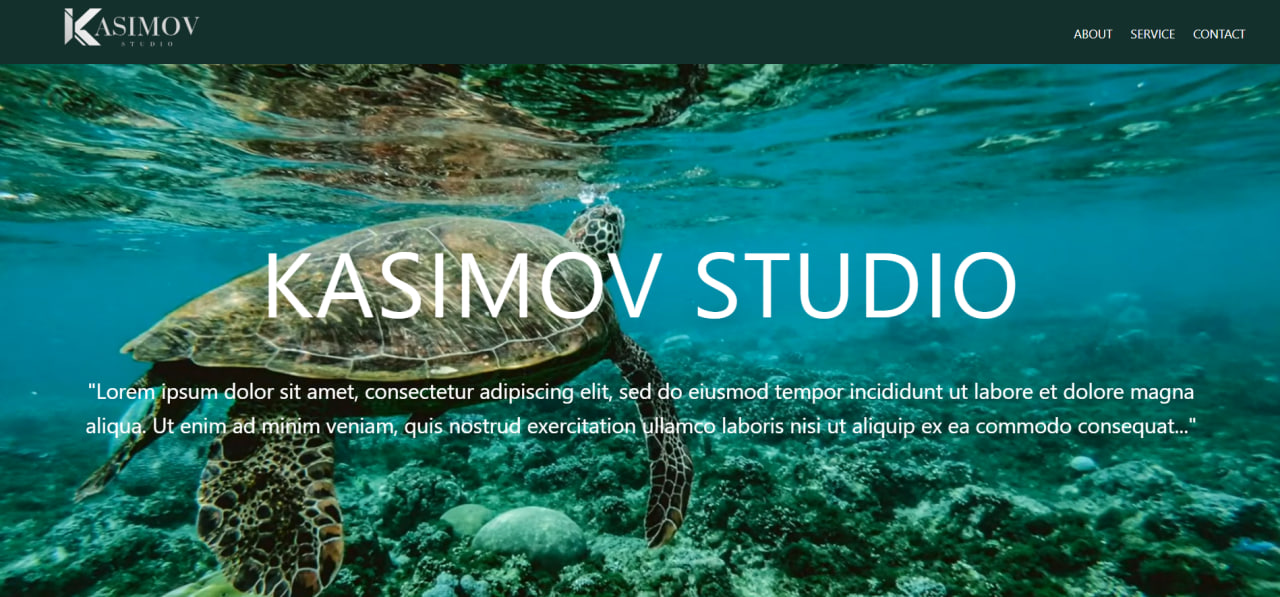 KASIMOV
STUDIO
ABOUT SERVICE CONTACT
KASIMOV STUDIO
"Lorem ipsum dolor sit amet, consectetur adipiscing elit, sed do eiusmod tempor incididunt ut labore et dolore magna
aliqua. Ut enim ad minim veniam, quis nostrud exercitation ullamco laboris nisi ut aliquip ex ea commodo consequat..."